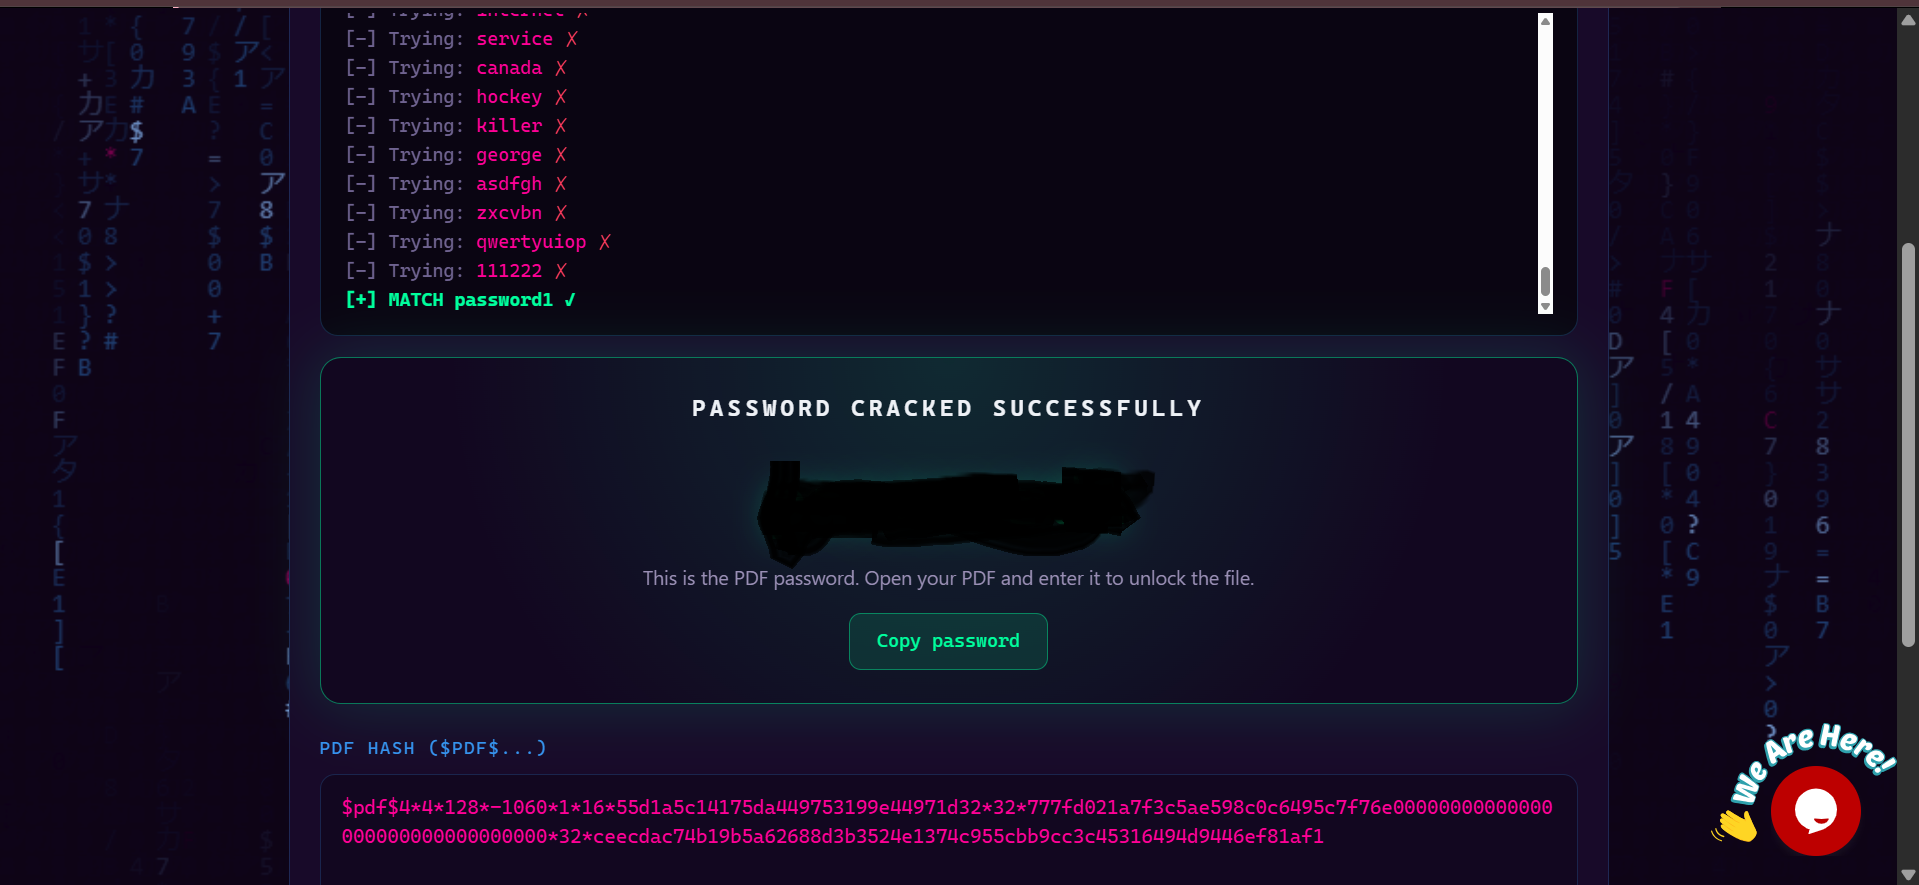 [-] Trying: internet ✗
[-] Trying: service ✗
[-] Trying: canada ✗
[-] Trying: hockey ✗
[-] Trying: killer ✗
[-] Trying: george ✗
[-] Trying: asdfgh ✗
[-] Trying: zxcvbn ✗
[-] Trying: qwertyuiop ✗
[-] Trying: 111222 ✗
[+] MATCH password1 ✓
PASSWORD CRACKED SUCCESSFULLY
This is the PDF password. Open your PDF and enter it to unlock the file.
Copy password
PDF HASH ($PDF$...)
$pdf$4*4*128*-1060*1*16*55d1a5c14175da449753199e44971d32*32*777fd021a7f3c5ae598c0c6495c7f76e00000000000000
000000000000000000*32*ceecdac74b19b5a62688d3b3524e1374c955cbb9cc3c45316494d9446ef81af1
We Are Here!